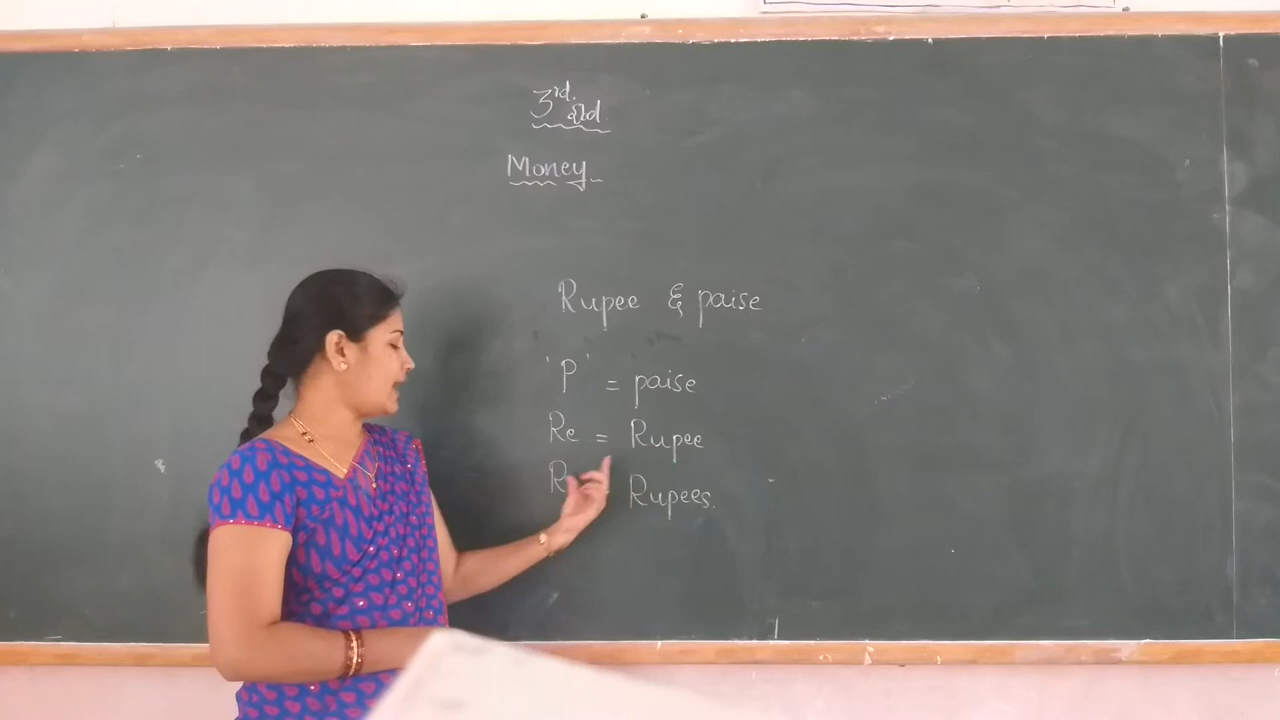 3rd std
Money
Rupee & paise
'P' = paise
Re = Rupee
R Rupees.